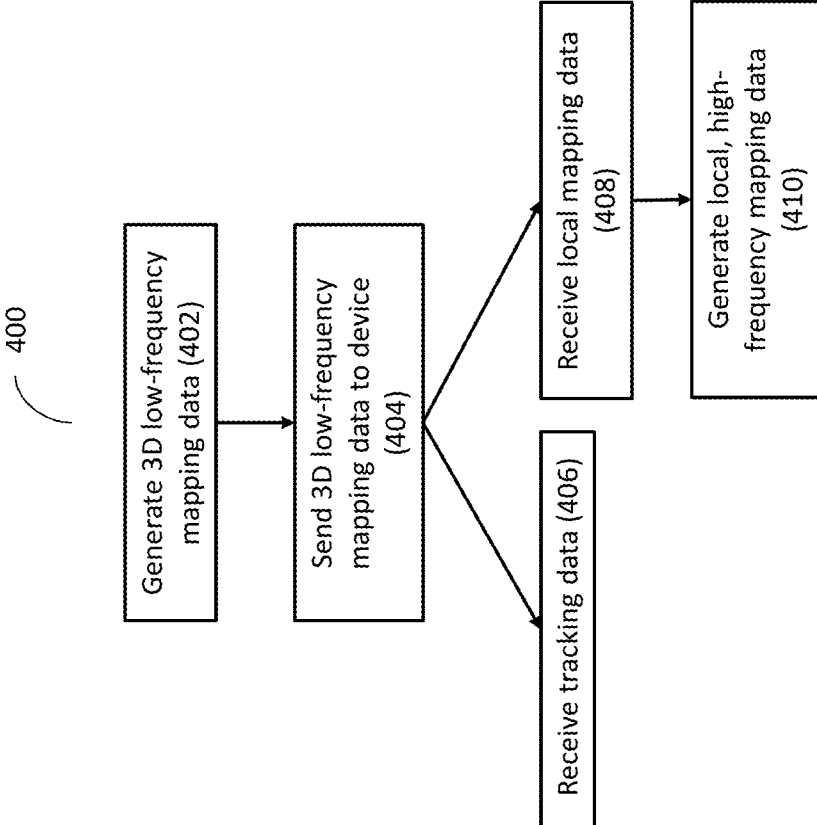 400
Generate 3D low-frequency
mapping data (402)
Send 3D low-frequency
mapping data to device
(404)
Receive tracking data (406)
Receive local mapping data
(408)
Generate local, high-
frequency mapping data
(410)